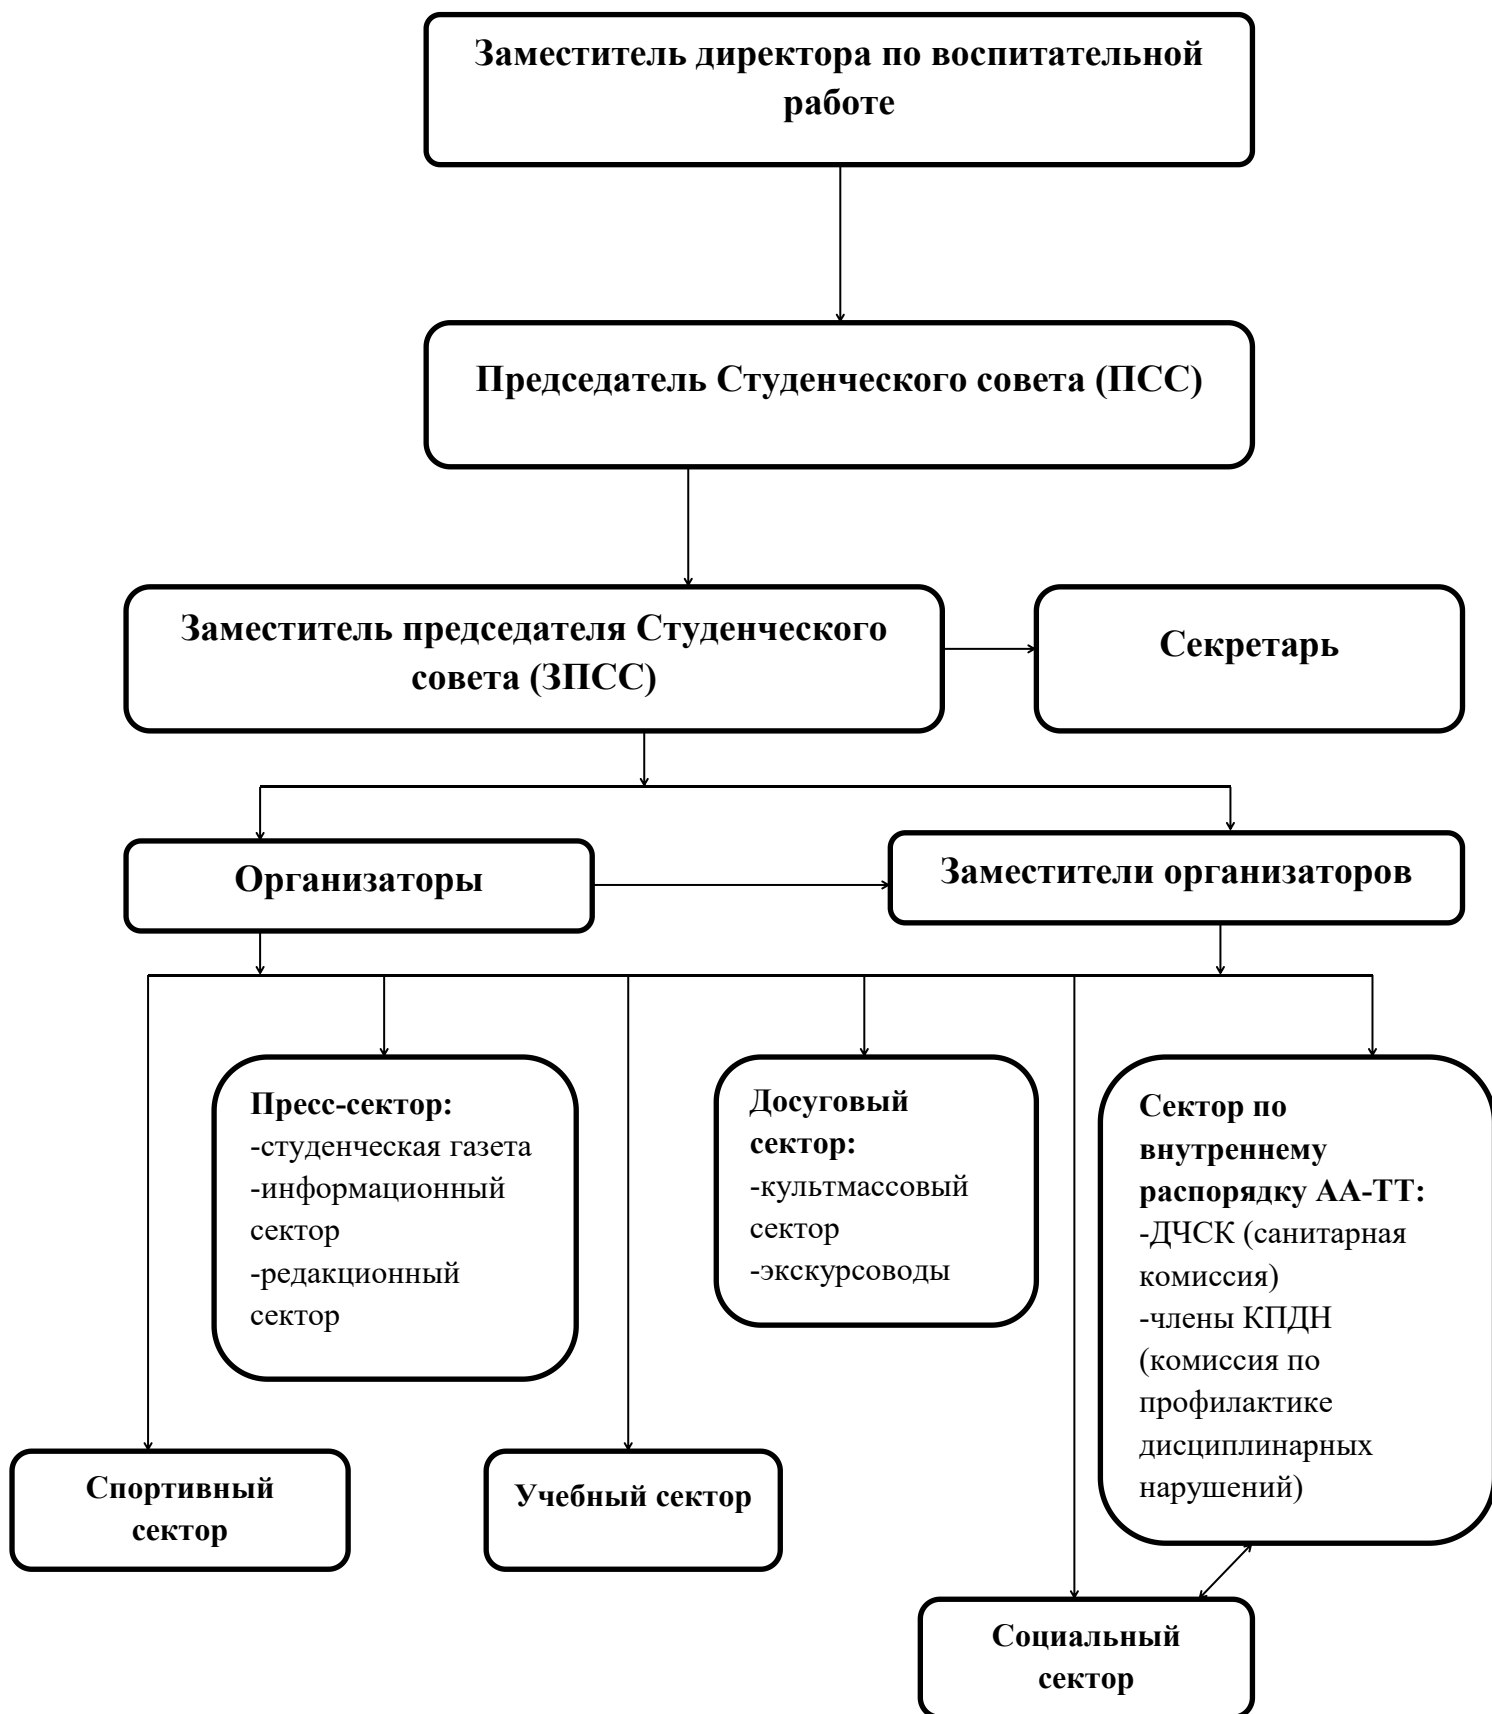 Заместитель директора по воспитательной
работе
Председатель Студенческого совета (ПСС)
Заместитель председателя Студенческого
совета (ЗПСС)
Секретарь
Организаторы
Заместители организаторов
Пресс-сектор:
-студенческая газета
-информационный
сектор
-редакционный
сектор
Досуговый
сектор:
-культмассовый
сектор
-экскурсоводы
Сектор по
внутреннему
распорядку АА-ТТ:
-ДЧСК (санитарная
комиссия)
-члены КПДН
(комиссия по
профилактике
дисциплинарных
нарушений)
Спортивный
сектор
Учебный сектор
Социальный
сектор